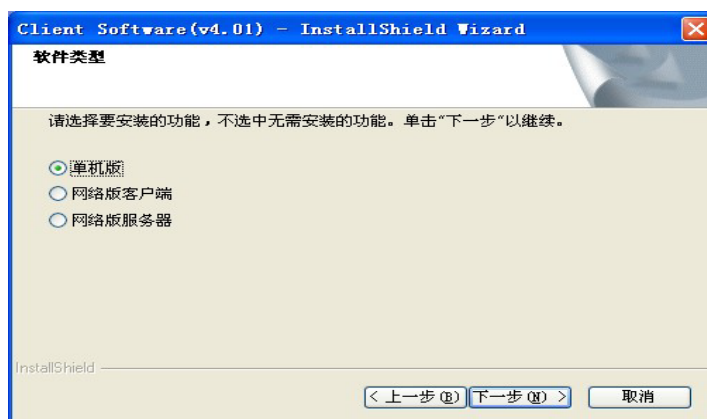 Client Software(v4.01) - InstallShield Wizard
软件类型
请选择要安装的功能，不选中无需安装的功能。单击“下一步”以继续。
单机版
网络版客户端
网络版服务器
InstallShield
< 上一步(B) 下一步(N) > 取消